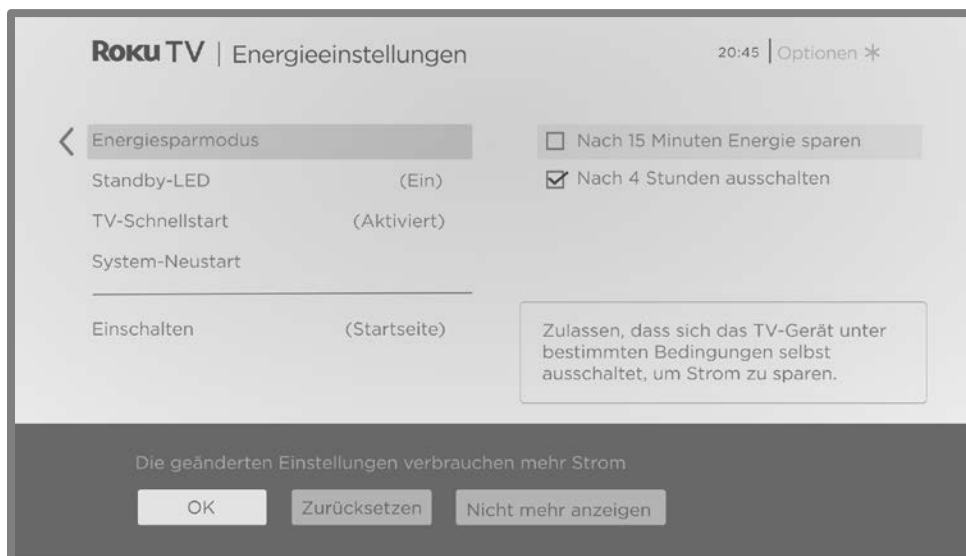 Roku TV | Energieeinstellungen
20:45 | Optionen
Energiesparmodus
Standby-LED (Ein)
TV-Schnellstart (Aktiviert)
System-Neustart
Einschalten (Startseite)
Nach 15 Minuten Energie sparen
Nach 4 Stunden ausschalten
Zulassen, dass sich das TV-Gerät unter
bestimmten Bedingungen selbst
ausschaltet, um Strom zu sparen.
Die geänderten Einstellungen verbrauchen mehr Strom
OK
Zurücksetzen
Nicht mehr anzeigen